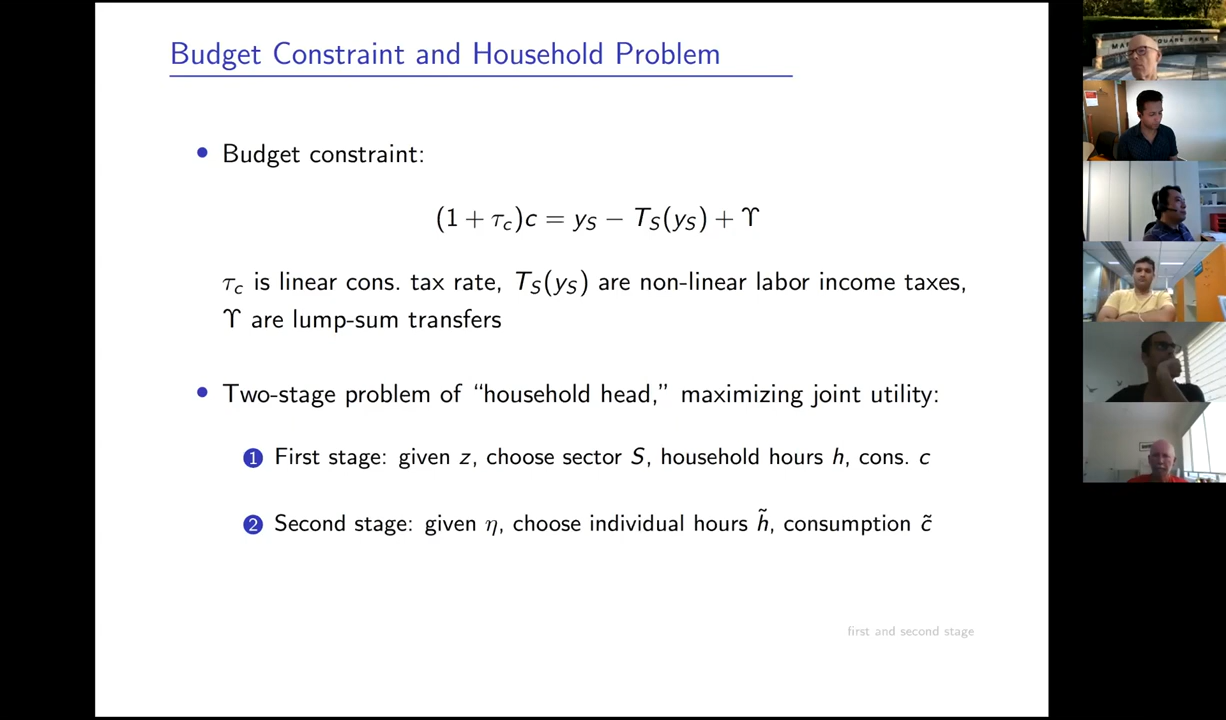 Budget Constraint and Household Problem
• Budget constraint:
(1 + τ_c)c = y_S − T_S(y_S) + ϒ
τ_c is linear cons. tax rate, T_S(y_S) are non-linear labor income taxes,
ϒ are lump-sum transfers
• Two-stage problem of “household head,” maximizing joint utility:
1 First stage: given z, choose sector S, household hours h, cons. c
2 Second stage: given η, choose individual hours h̃, consumption c̃
first and second stage